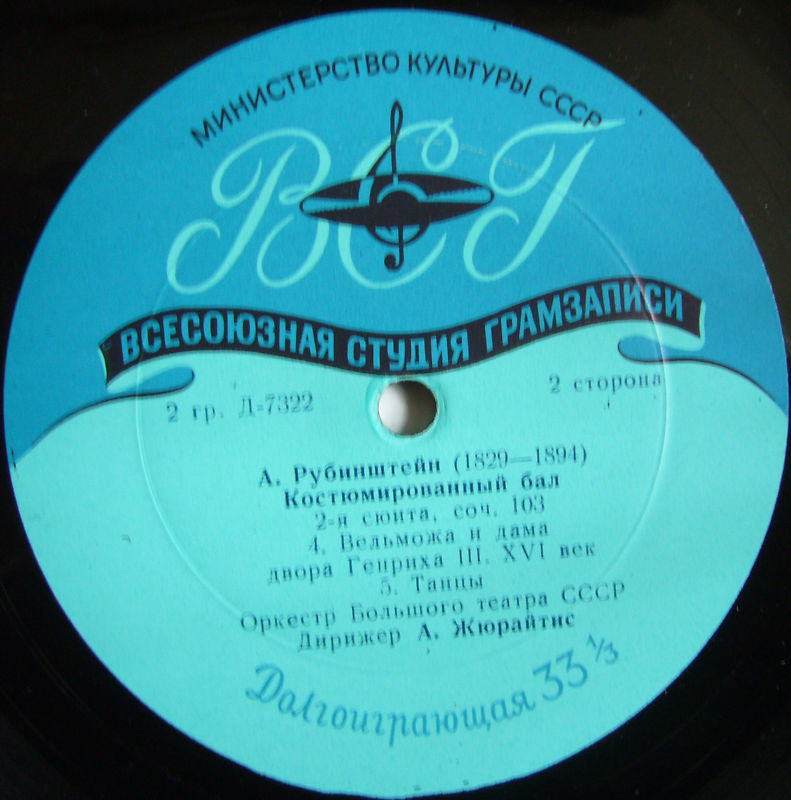 МИНИСТЕРСТВО КУЛЬТУРЫ СССР
ВСГ
ВСЕСОЮЗНАЯ СТУДИЯ ГРАМЗАПИСИ
2 гр. Д-7322
2 сторона
А. Рубинштейн (1829—1894)
Костюмированный бал
2-я сюита, соч. 103
4. Вельможа и дама
двора Генриха III. XVI век
5. Танцы
Оркестр Большого театра СССР
Дирижер А. Жюрайтис
Долгоиграющая 33 1/3